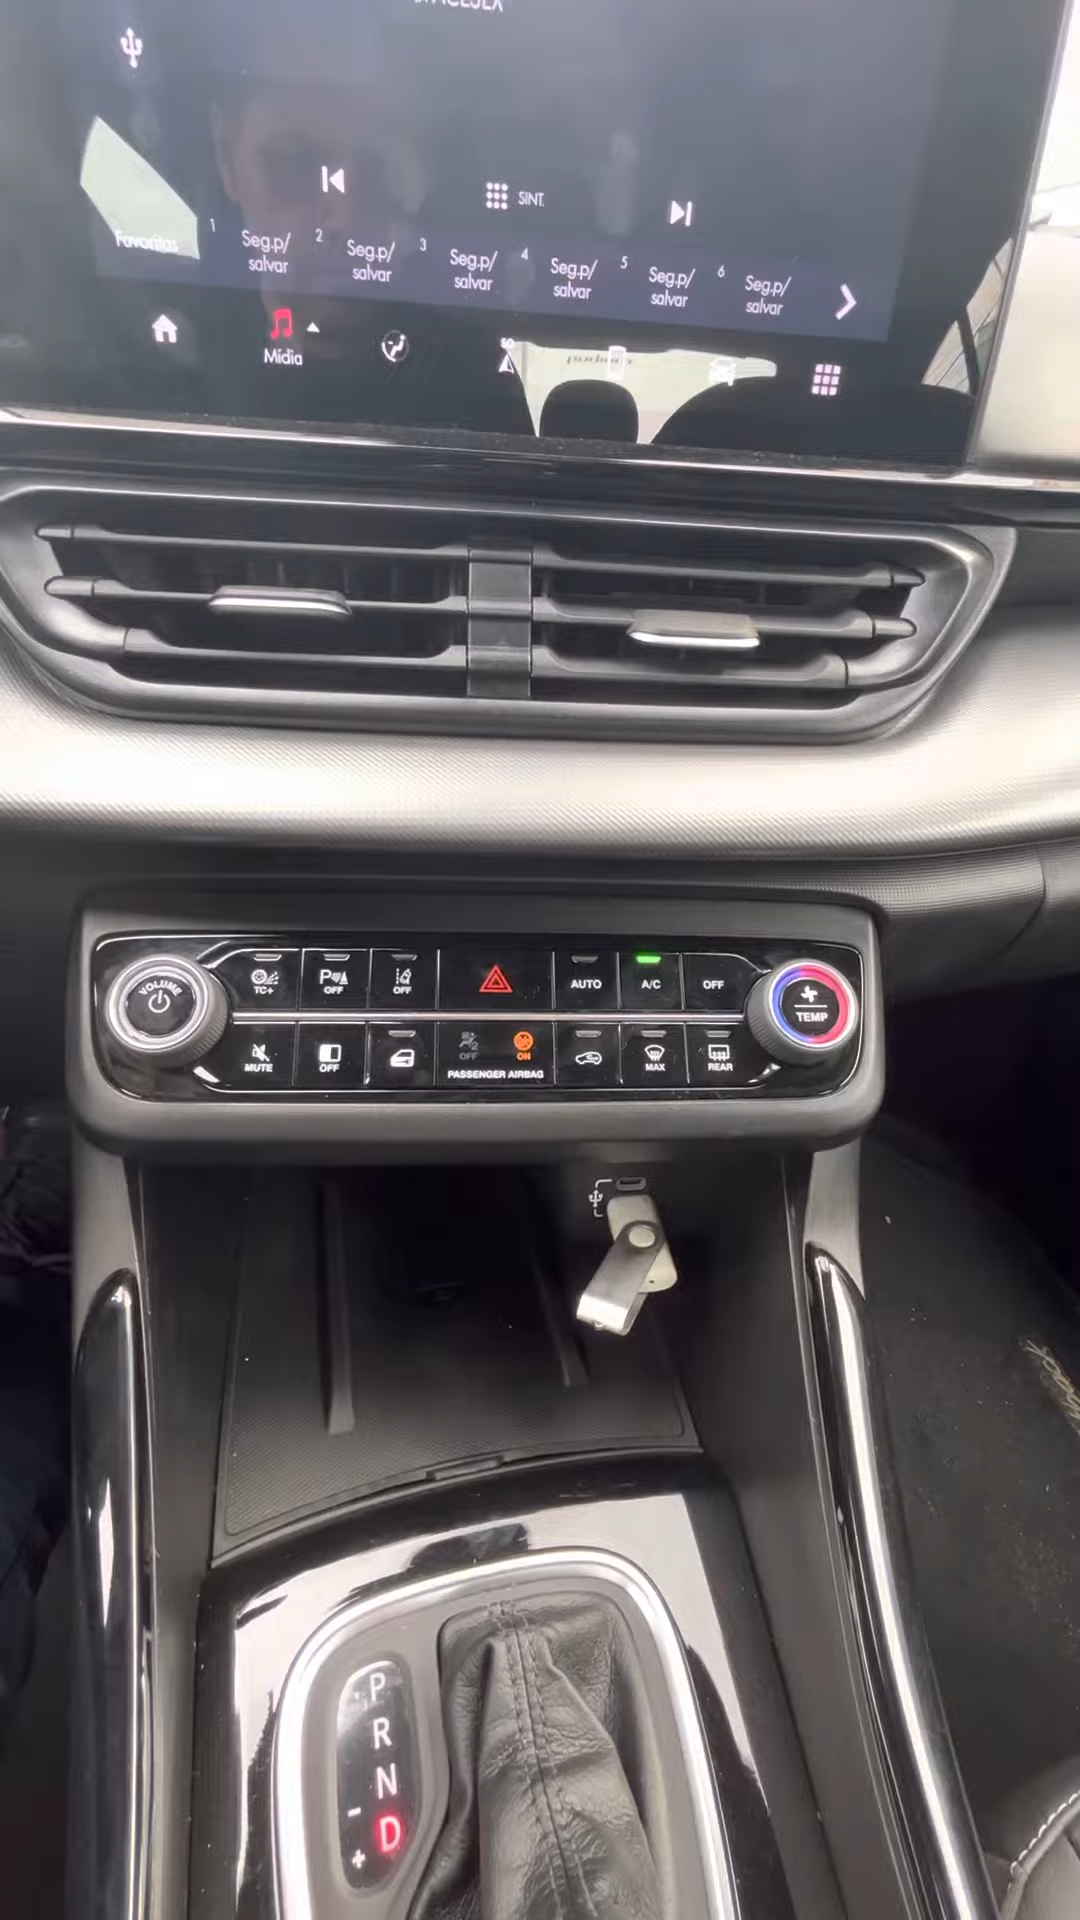 SINT.
Favoritas
1 Seg.p/ salvar
2 Seg.p/ salvar
3 Seg.p/ salvar
4 Seg.p/ salvar
5 Seg.p/ salvar
6 Seg.p/ salvar
Mídia
VOLUME
TC+
P OFF
OFF
AUTO
A/C
OFF
TEMP
MUTE
OFF
OFF
ON
PASSENGER AIRBAG
MAX
REAR
P
R
N
- D
+